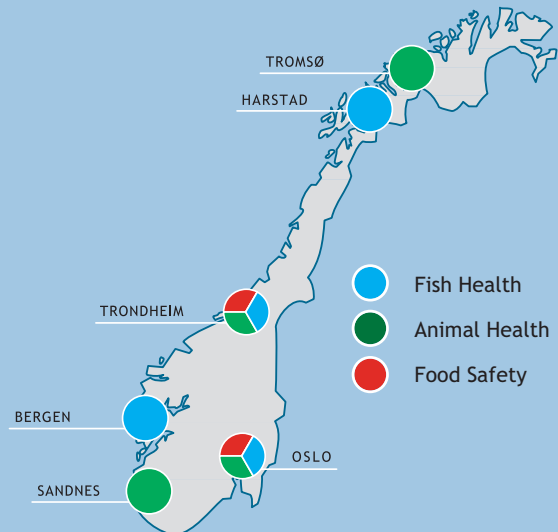 TROMSØ
HARSTAD
Fish Health
TRONDHEIM
Animal Health
Food Safety
BERGEN
OSLO
SANDNES